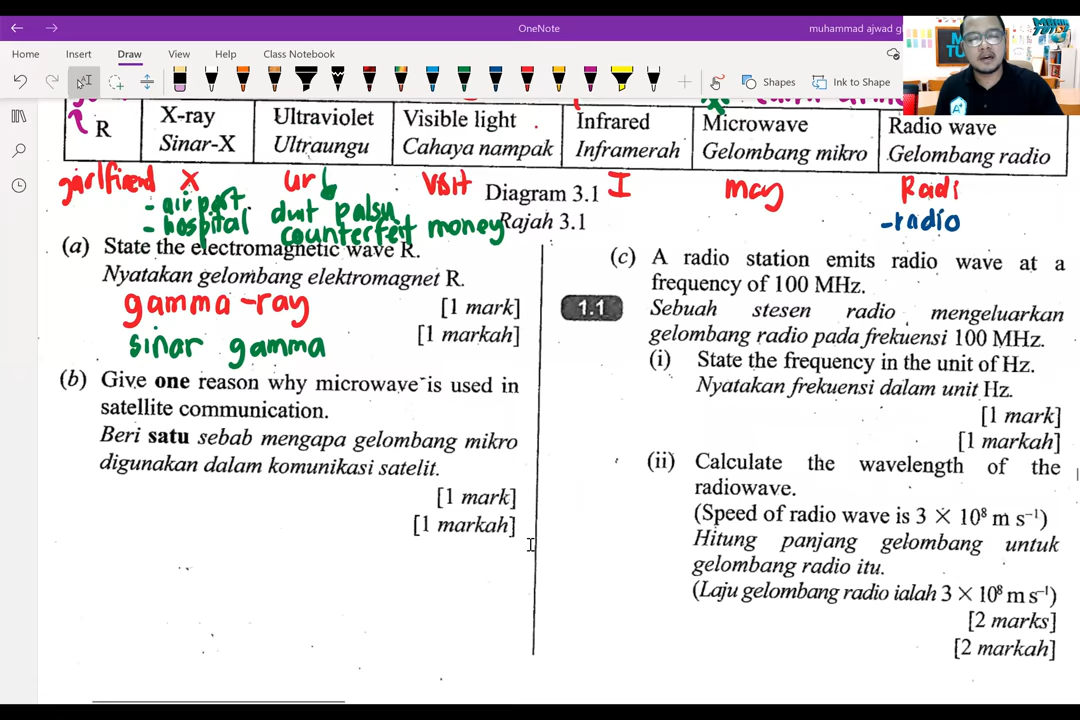 OneNote
muhammad ajwad
Home Insert Draw View Help Class Notebook
Shapes Ink to Shape
R
X-ray
Sinar-X
Ultraviolet
Ultraungu
Visible light
Cahaya nampak
Infrared
Inframerah
Microwave
Gelombang mikro
Radio wave
Gelombang radio
garlfriend X ur visit I may Radi
- airport
- hospital
duit palsu
counterfeit money
-radio
Diagram 3.1
Rajah 3.1
(a) State the electromagnetic wave R.
Nyatakan gelombang elektromagnet R.
gamma-ray
[1 mark]
[1 markah]
sinar gamma
(b) Give one reason why microwave is used in
satellite communication.
Beri satu sebab mengapa gelombang mikro
digunakan dalam komunikasi satelit.
[1 mark]
[1 markah]
(c) A radio station emits radio wave at a
frequency of 100 MHz.
1.1
Sebuah stesen radio mengeluarkan
gelombang radio pada frekuensi 100 MHz.
(i) State the frequency in the unit of Hz.
Nyatakan frekuensi dalam unit Hz.
[1 mark]
[1 markah]
(ii) Calculate the wavelength of the
radiowave.
(Speed of radio wave is 3 × 10⁸ m s⁻¹)
Hitung panjang gelombang untuk
gelombang radio itu.
(Laju gelombang radio ialah 3 × 10⁸ m s⁻¹)
[2 marks]
[2 markah]